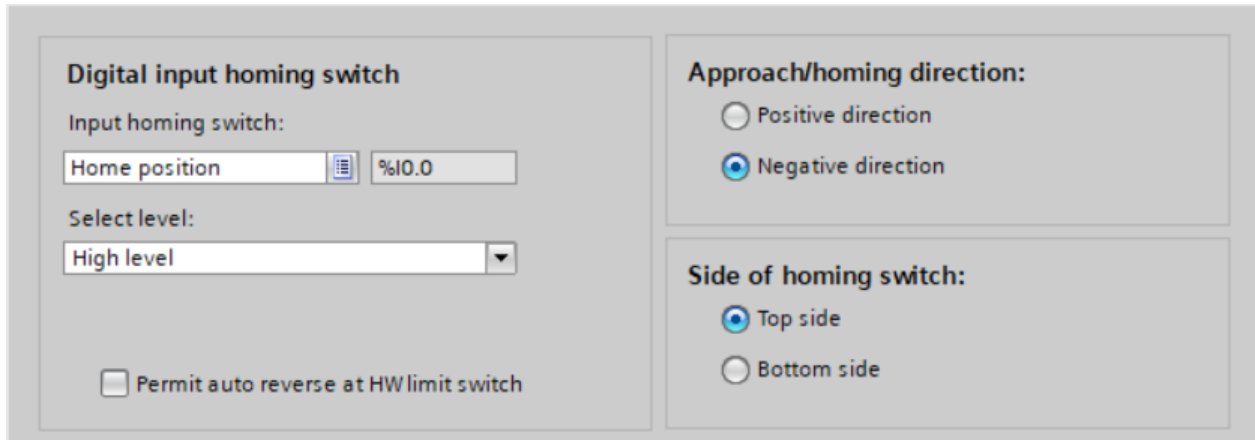 Digital input homing switch
Input homing switch:
Home position
%I0.0
Select level:
High level
Permit auto reverse at HW limit switch
Approach/homing direction:
Positive direction
Negative direction
Side of homing switch:
Top side
Bottom side